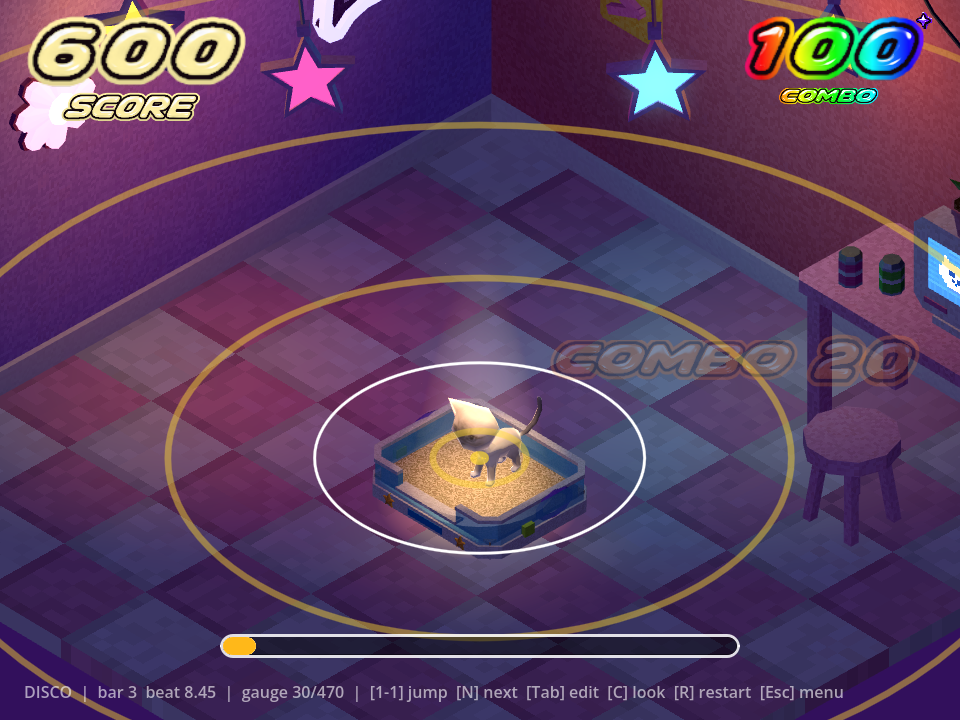 600
SCORE
100
COMBO
COMBO 20
DISCO | bar 3 beat 8.45 | gauge 30/470 | [1-1] jump [N] next [Tab] edit [C] look [R] restart [Esc] menu